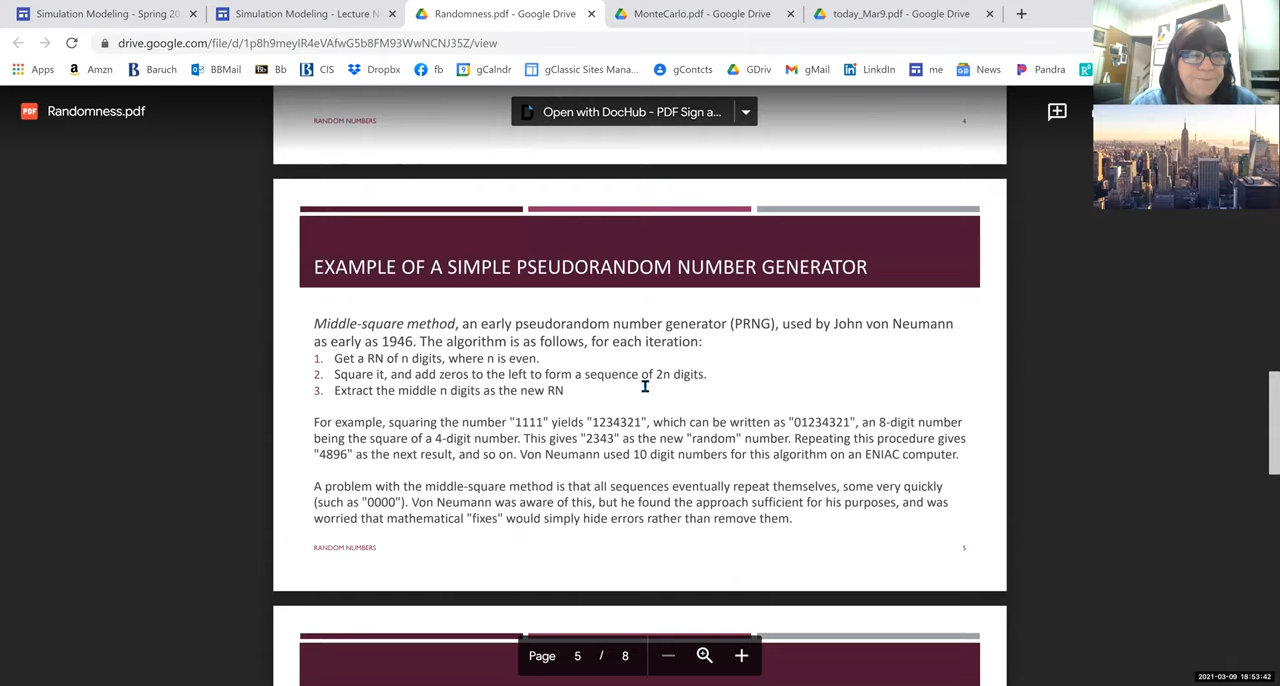 Simulation Modeling - Spring 20
Simulation Modeling - Lecture N
Randomness.pdf - Google Drive
MonteCarlo.pdf - Google Drive
today_Mar9.pdf - Google Drive
drive.google.com/file/d/1p8h9meyIR4eVAfwG5b8FM93WwNCNJ35Z/view
Apps
Amzn
Baruch
BBMail
Bb
CIS
Dropbx
fb
gCalndr
gClassic Sites Mana...
gContcts
GDriv
gMail
LinkdIn
me
News
Pandra
PDF
Randomness.pdf
Open with DocHub - PDF Sign a...
RANDOM NUMBERS 4
EXAMPLE OF A SIMPLE PSEUDORANDOM NUMBER GENERATOR
Middle-square method, an early pseudorandom number generator (PRNG), used by John von Neumann
as early as 1946. The algorithm is as follows, for each iteration:
1. Get a RN of n digits, where n is even.
2. Square it, and add zeros to the left to form a sequence of 2n digits.
3. Extract the middle n digits as the new RN
For example, squaring the number "1111" yields "1234321", which can be written as "01234321", an 8-digit number
being the square of a 4-digit number. This gives "2343" as the new "random" number. Repeating this procedure gives
"4896" as the next result, and so on. Von Neumann used 10 digit numbers for this algorithm on an ENIAC computer.
A problem with the middle-square method is that all sequences eventually repeat themselves, some very quickly
(such as "0000"). Von Neumann was aware of this, but he found the approach sufficient for his purposes, and was
worried that mathematical "fixes" would simply hide errors rather than remove them.
RANDOM NUMBERS 5
Page 5 / 8
2021-03-09 18:53:42